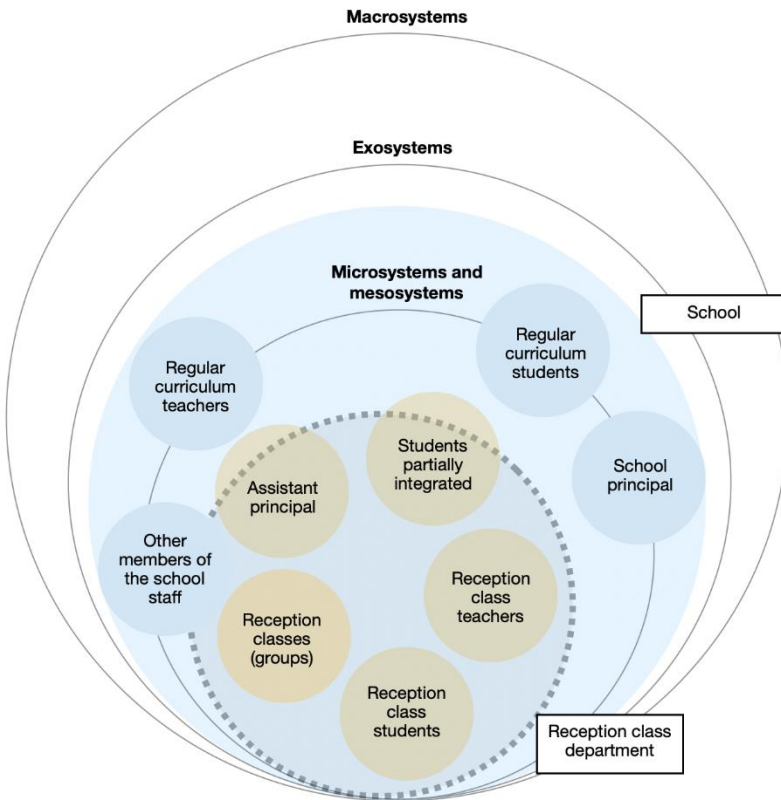 Macrosystems
Exosystems
Microsystems and
mesosystems
School
Regular
curriculum
students
Regular
curriculum
teachers
Students
partially
integrated
School
principal
Assistant
principal
Other
members of
the school
staff
Reception
class
teachers
Reception
classes
(groups)
Reception
class
students
Reception class
department